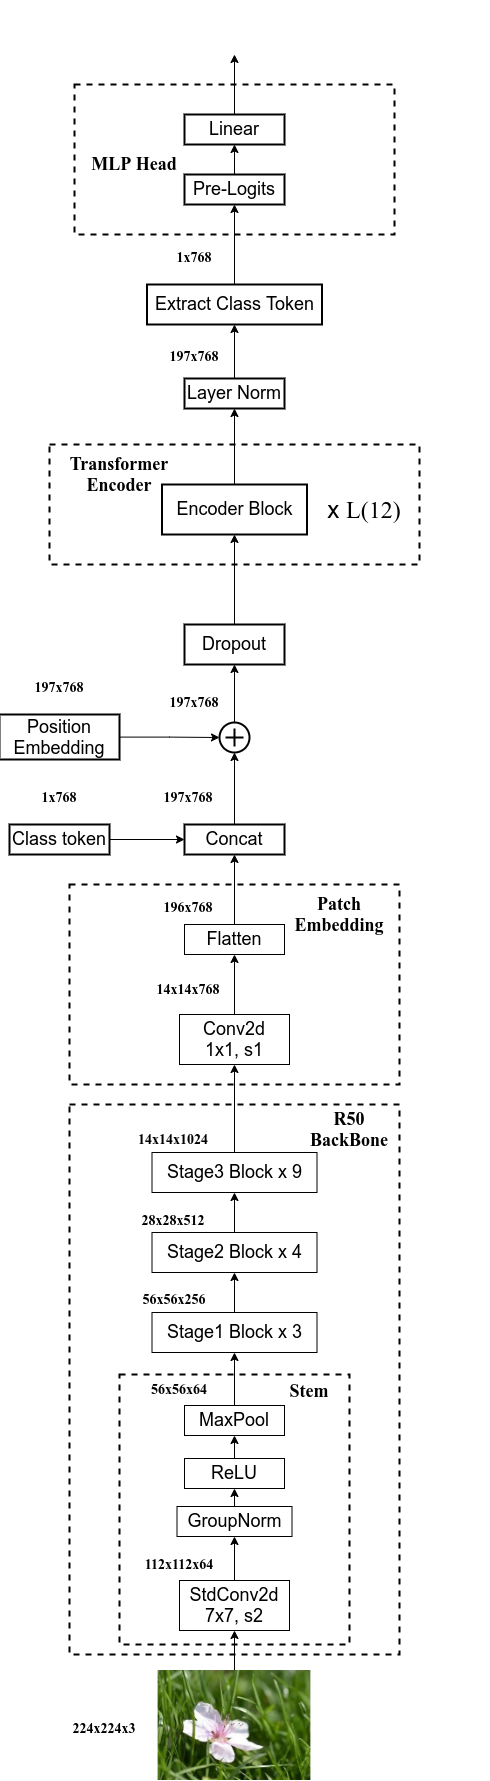 Linear
MLP Head
Pre-Logits
1x768
Extract Class Token
197x768
Layer Norm
Transformer
Encoder
Encoder Block
x L(12)
Dropout
197x768
197x768
Position
Embedding
1x768
197x768
Class token
Concat
Patch
Embedding
196x768
Flatten
14x14x768
Conv2d
1x1, s1
R50
BackBone
14x14x1024
Stage3 Block x 9
28x28x512
Stage2 Block x 4
56x56x256
Stage1 Block x 3
56x56x64
Stem
MaxPool
ReLU
GroupNorm
112x112x64
StdConv2d
7x7, s2
224x224x3